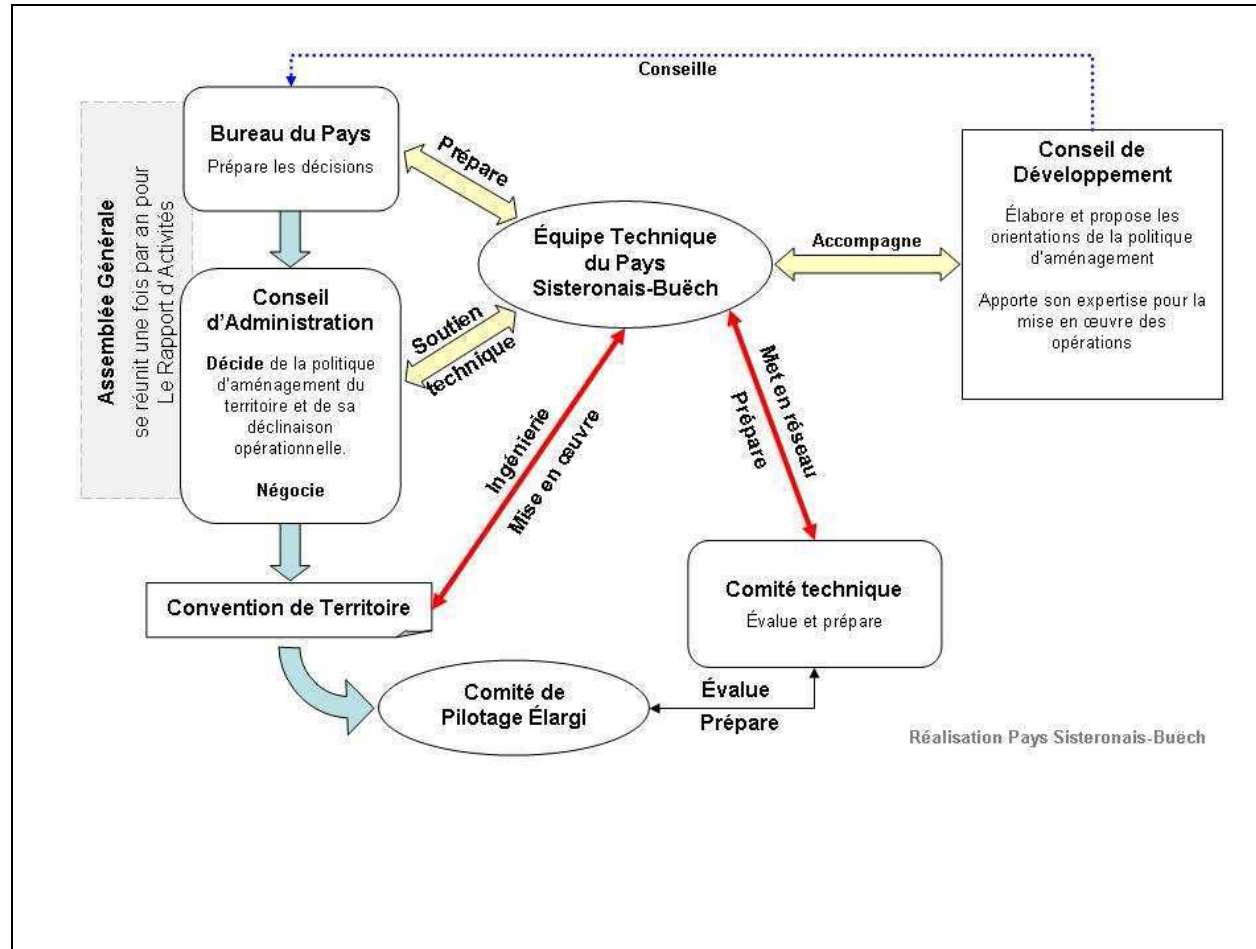 Conseille
Assemblée Générale
se réunit une fois par an pour
Le Rapport d'Activités
Bureau du Pays
Prépare les décisions
Prépare
Conseil de
Développement
Élabore et propose les
orientations de la politique
d'aménagement
Apporte son expertise pour la
mise en œuvre des
opérations
Équipe Technique
du Pays
Sisteronais-Buëch
Accompagne
Conseil
d'Administration
Décide de la politique
d'aménagement du
territoire et de sa
déclinaison
opérationnelle.
Négocie
Soutien
technique
Ingénierie
Mise en œuvre
Met en réseau
Prépare
Convention de Territoire
Comité technique
Évalue et prépare
Comité de
Pilotage Élargi
Évalue
Prépare
Réalisation Pays Sisteronais-Buëch